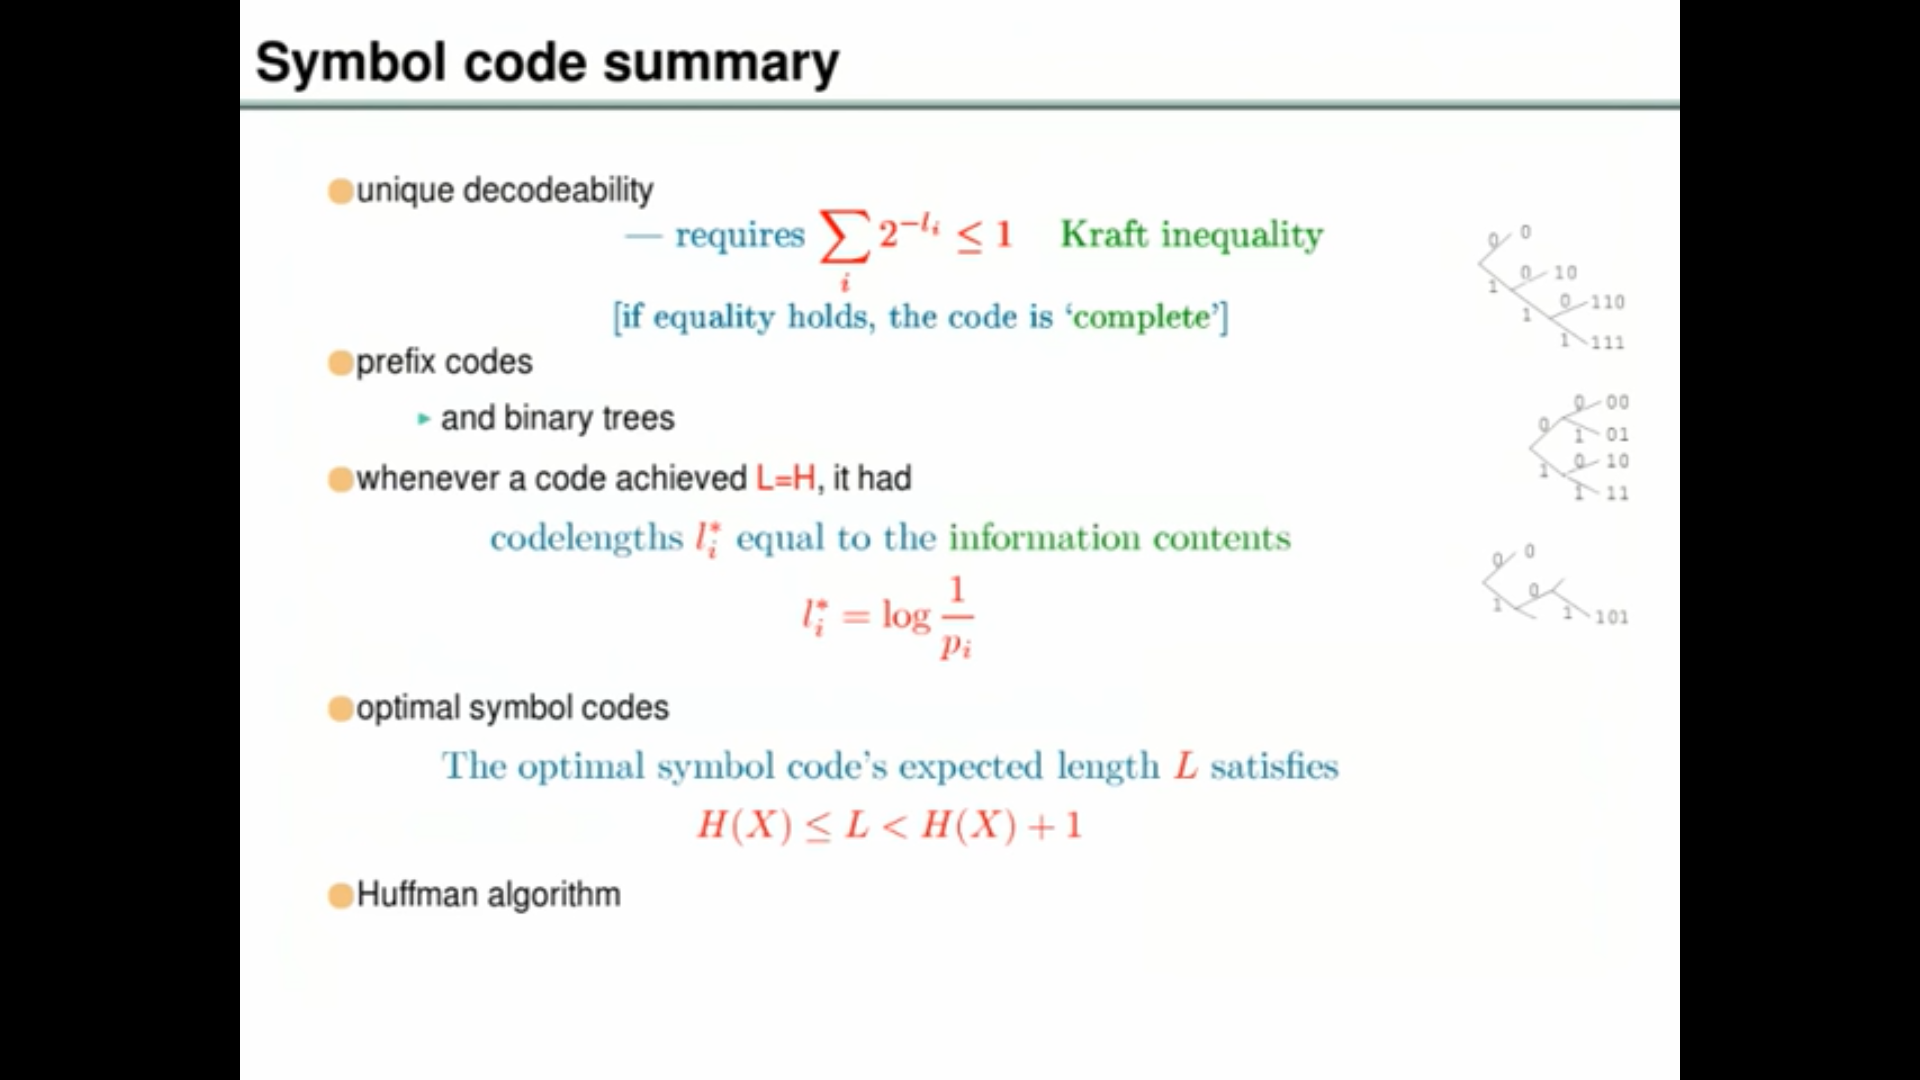 Symbol code summary
unique decodeability
— requires ∑_i 2^{-l_i} ≤ 1 Kraft inequality
[if equality holds, the code is ‘complete’]
prefix codes
and binary trees
whenever a code achieved L=H, it had
codelengths l_i^* equal to the information contents
l_i^* = log 1/p_i
optimal symbol codes
The optimal symbol code’s expected length L satisfies
H(X) ≤ L < H(X) + 1
Huffman algorithm
0 0
0 10
1
0 110
1
1 111
0 00
0
1 01
0 10
1
1 11
0 0
0
1
1 101